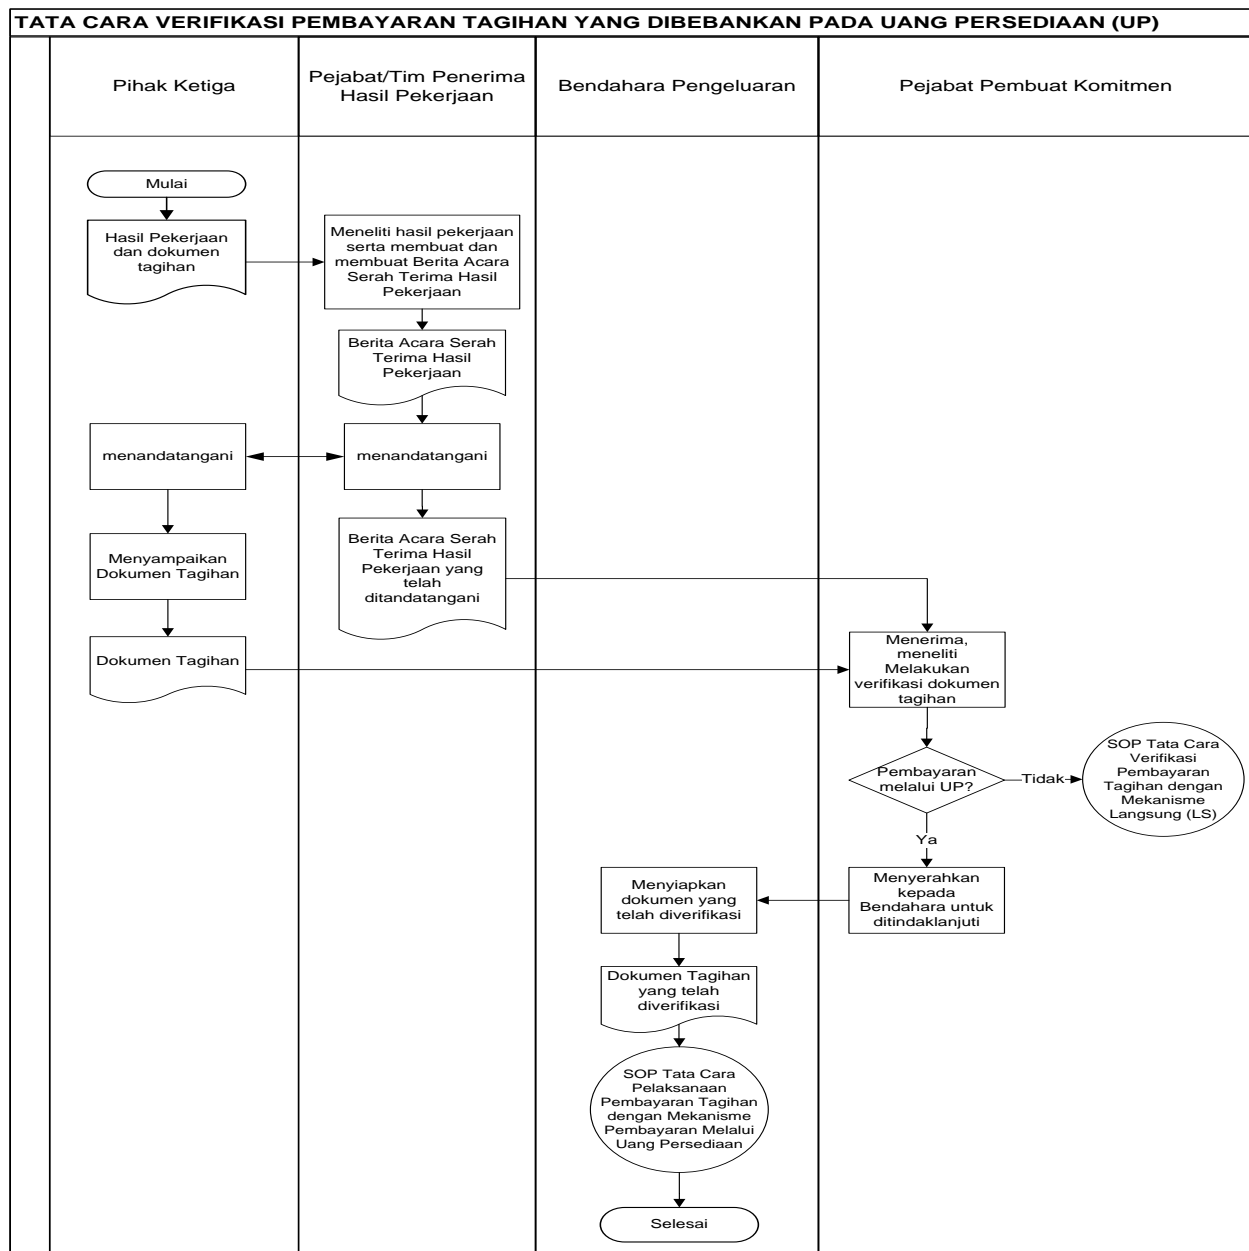 TATA CARA VERIFIKASI PEMBAYARAN TAGIHAN YANG DIBEBANKAN PADA UANG PERSEDIAAN (UP)
Pihak Ketiga
Pejabat/Tim Penerima
Hasil Pekerjaan
Bendahara Pengeluaran
Pejabat Pembuat Komitmen
Mulai
Hasil Pekerjaan
dan dokumen
tagihan
Meneliti hasil pekerjaan
serta membuat dan
membuat Berita Acara
Serah Terima Hasil
Pekerjaan
Berita Acara Serah
Terima Hasil
Pekerjaan
menandatangani
menandatangani
Menyampaikan
Dokumen Tagihan
Berita Acara Serah
Terima Hasil
Pekerjaan yang
telah
ditandatangani
Dokumen Tagihan
Menerima,
meneliti
Melakukan
verifikasi dokumen
tagihan
Pembayaran
melalui UP?
Tidak
SOP Tata Cara
Verifikasi
Pembayaran
Tagihan dengan
Mekanisme
Langsung (LS)
Ya
Menyerahkan
kepada
Bendahara untuk
ditindaklanjuti
Menyiapkan
dokumen yang
telah diverifikasi
Dokumen Tagihan
yang telah
diverifikasi
SOP Tata Cara
Pelaksanaan
Pembayaran Tagihan
dengan Mekanisme
Pembayaran Melalui
Uang Persediaan
Selesai